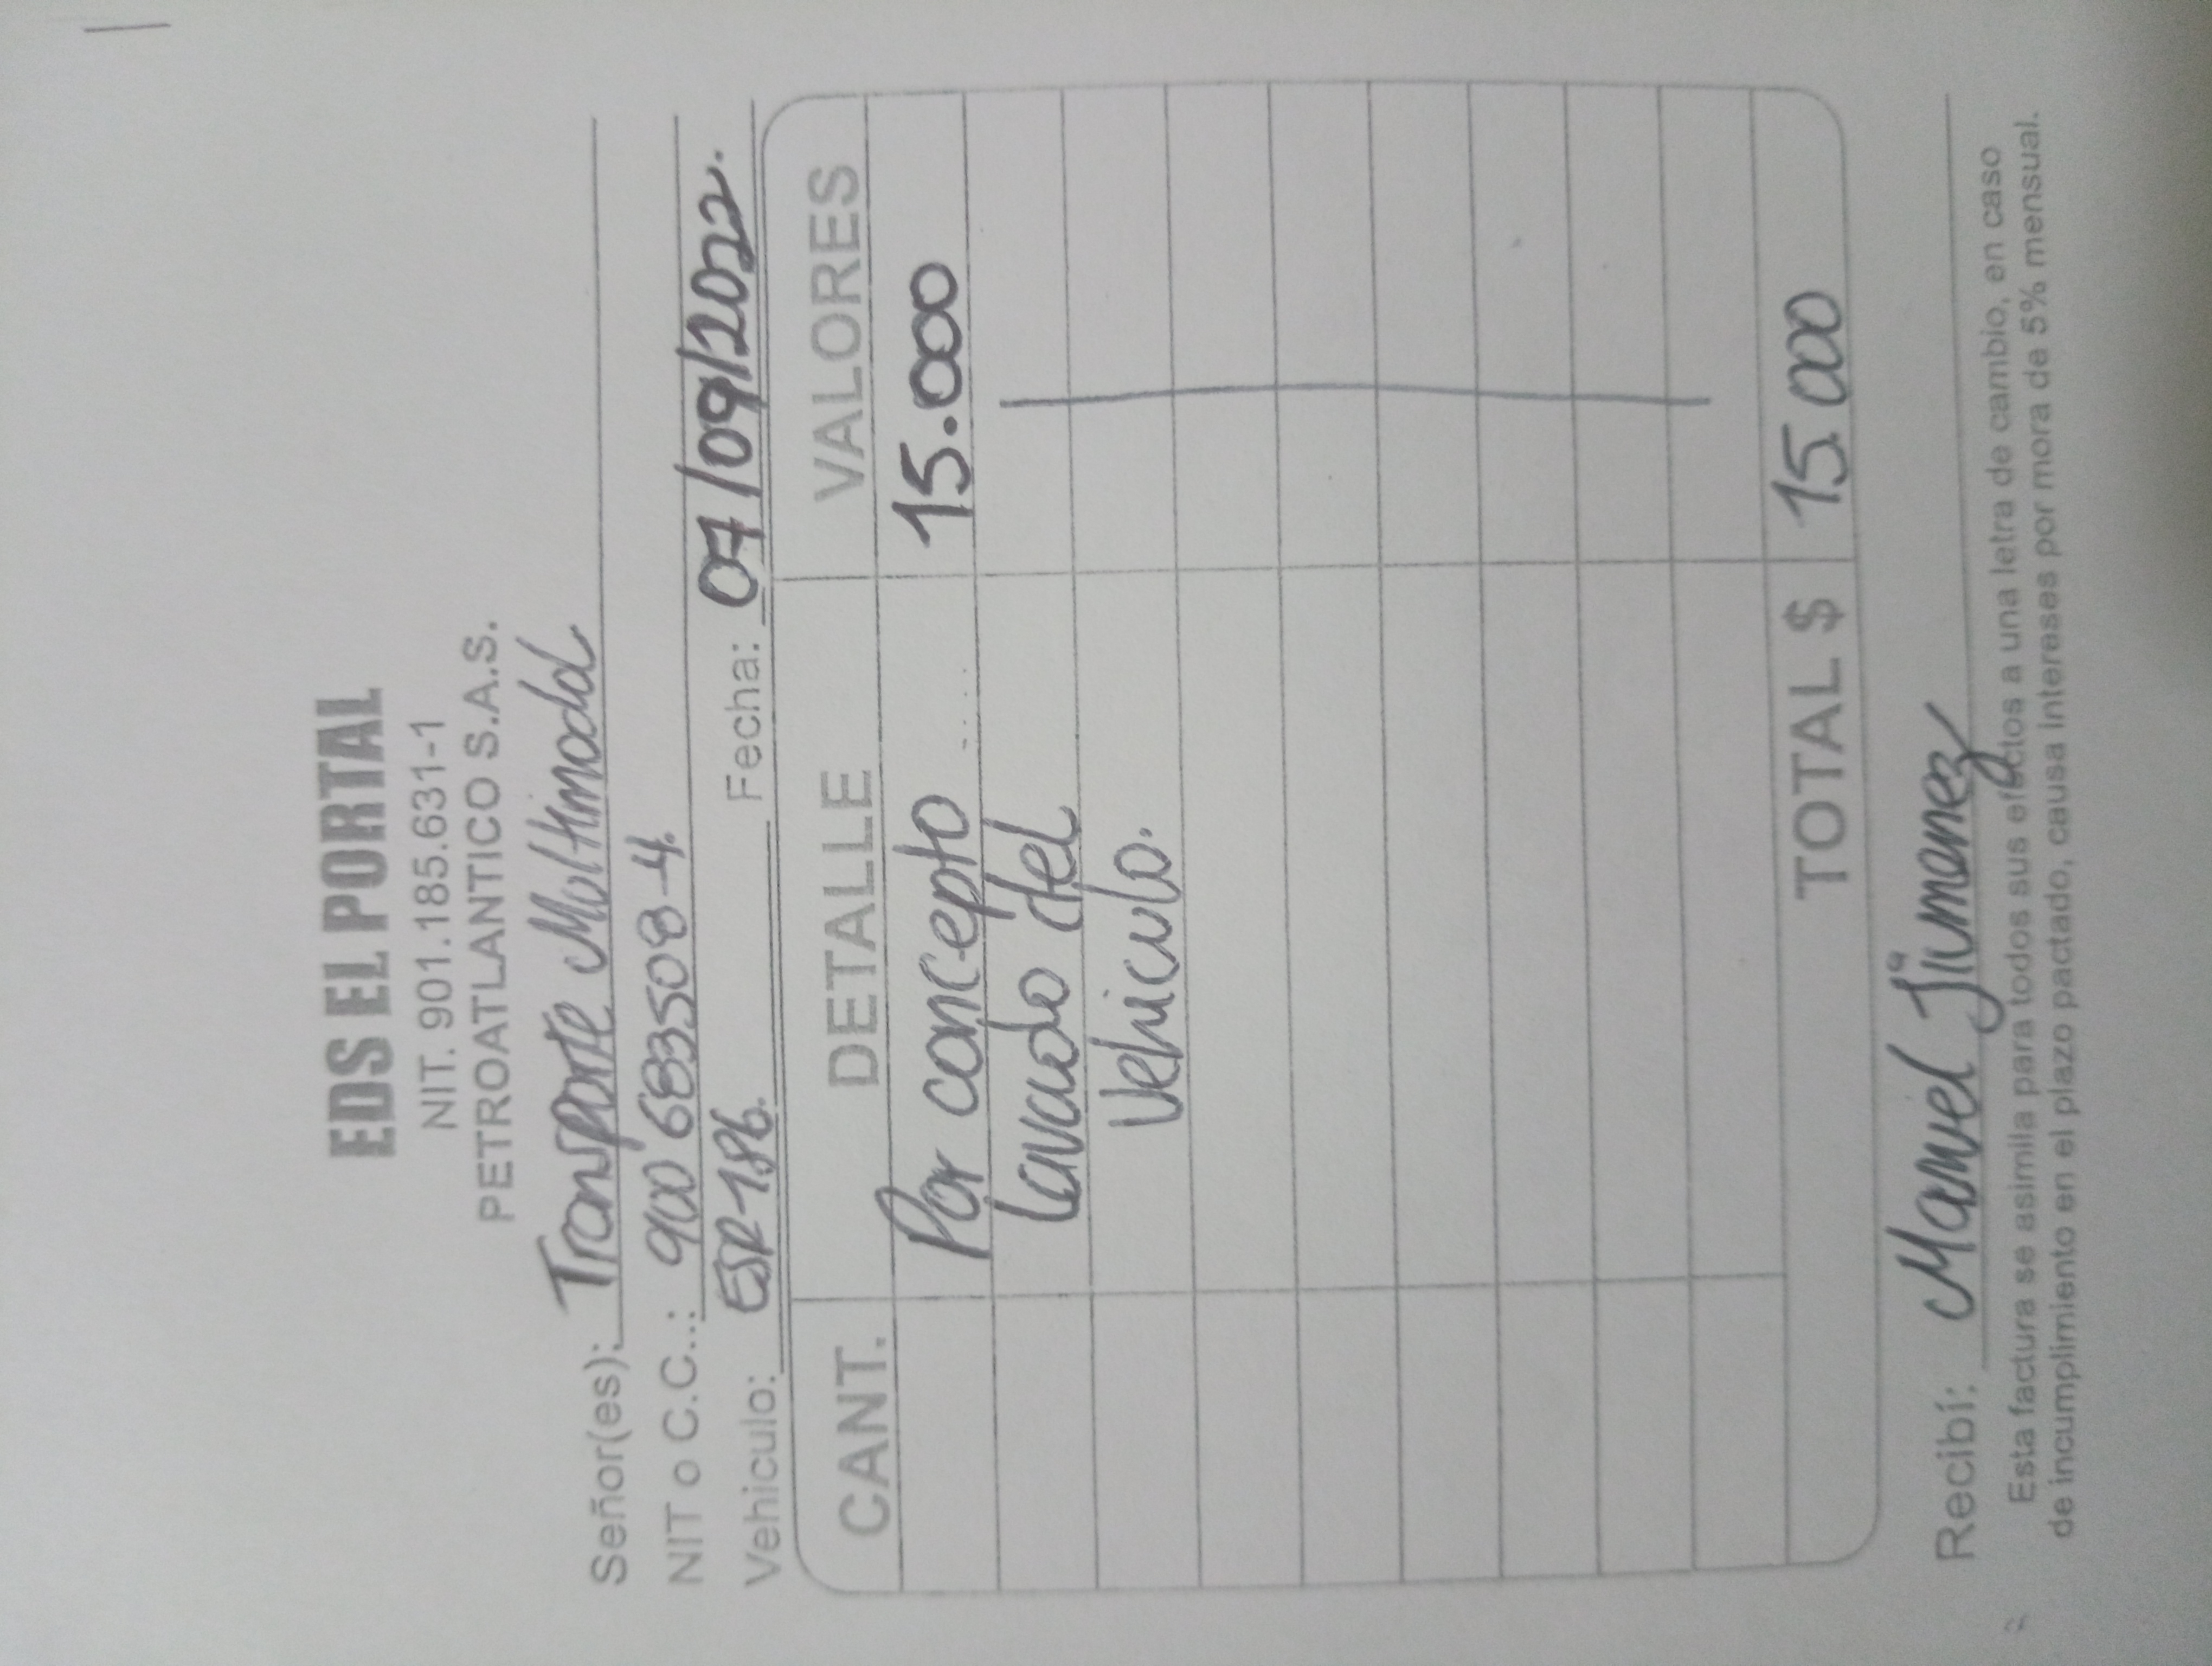 EDS EL PORTAL
NIT. 901.185.631-1
PETROATLANTICO S.A.S.
Señor(es): Transporte Multimodal
NIT o C.C.: 900 683508-4.
Vehiculo: ESR-186. Fecha: 07/09/2022.
CANT. DETALLE VALORES
Por concepto 15.000
Lavado del
vehiculo.
TOTAL $ 15.000
Recibí: Manuel Jimenez
Esta factura se asimila para todos sus efectos a una letra de cambio, en caso
de incumplimiento en el plazo pactado, causa intereses por mora de 5% mensual.